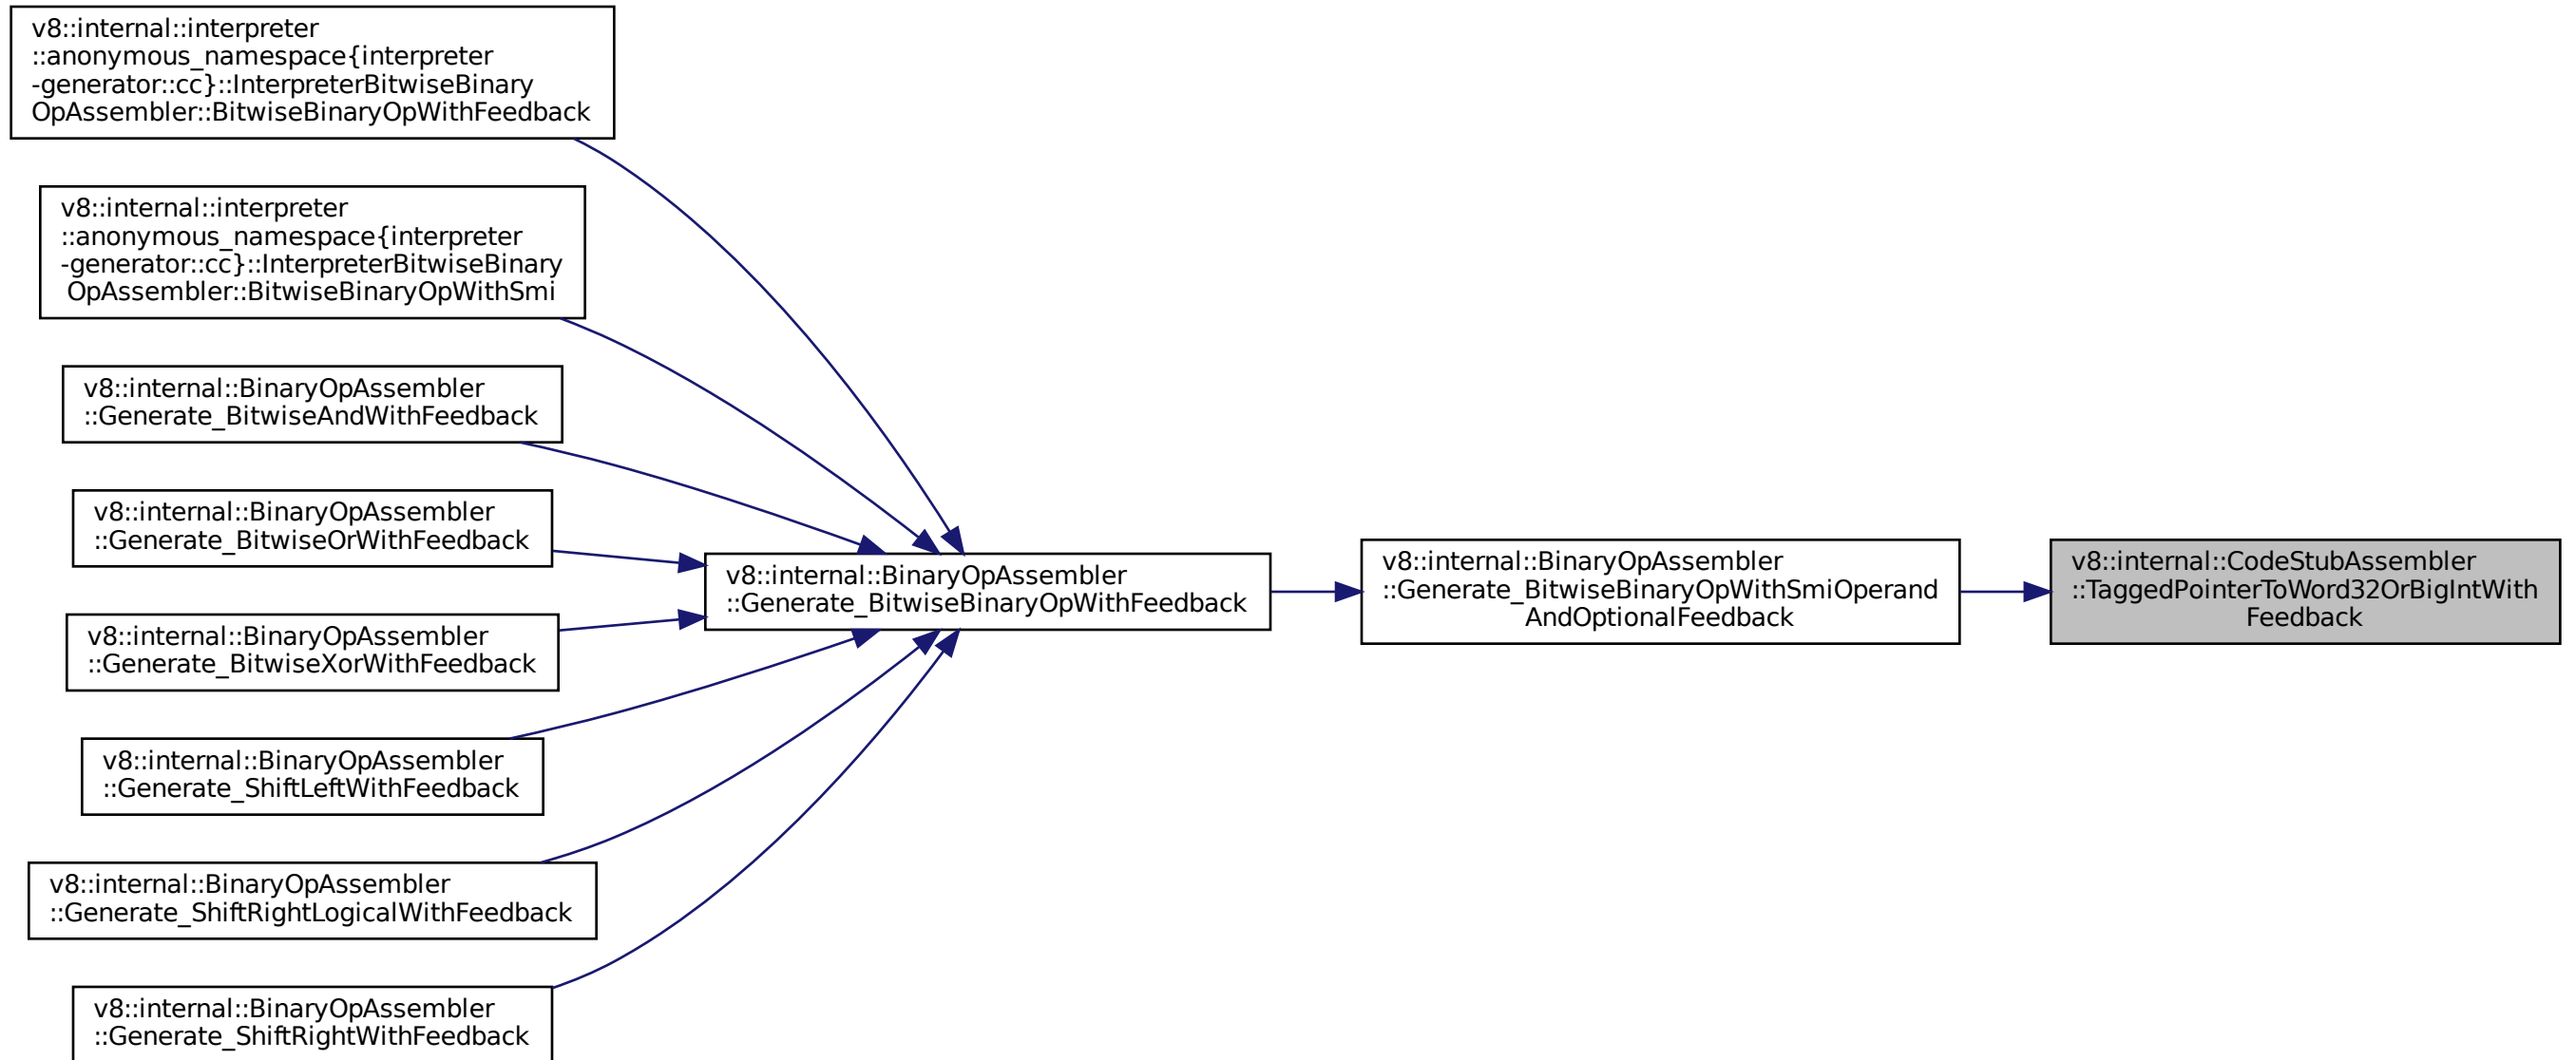 v8::internal::interpreter
::anonymous_namespace{interpreter
-generator::cc}::InterpreterBitwiseBinary
OpAssembler::BitwiseBinaryOpWithFeedback
v8::internal::interpreter
::anonymous_namespace{interpreter
-generator::cc}::InterpreterBitwiseBinary
OpAssembler::BitwiseBinaryOpWithSmi
v8::internal::BinaryOpAssembler
::Generate_BitwiseAndWithFeedback
v8::internal::BinaryOpAssembler
::Generate_BitwiseOrWithFeedback
v8::internal::BinaryOpAssembler
::Generate_BitwiseXorWithFeedback
v8::internal::BinaryOpAssembler
::Generate_ShiftLeftWithFeedback
v8::internal::BinaryOpAssembler
::Generate_ShiftRightLogicalWithFeedback
v8::internal::BinaryOpAssembler
::Generate_ShiftRightWithFeedback
v8::internal::BinaryOpAssembler
::Generate_BitwiseBinaryOpWithFeedback
v8::internal::BinaryOpAssembler
::Generate_BitwiseBinaryOpWithSmiOperand
AndOptionalFeedback
v8::internal::CodeStubAssembler
::TaggedPointerToWord32OrBigIntWith
Feedback